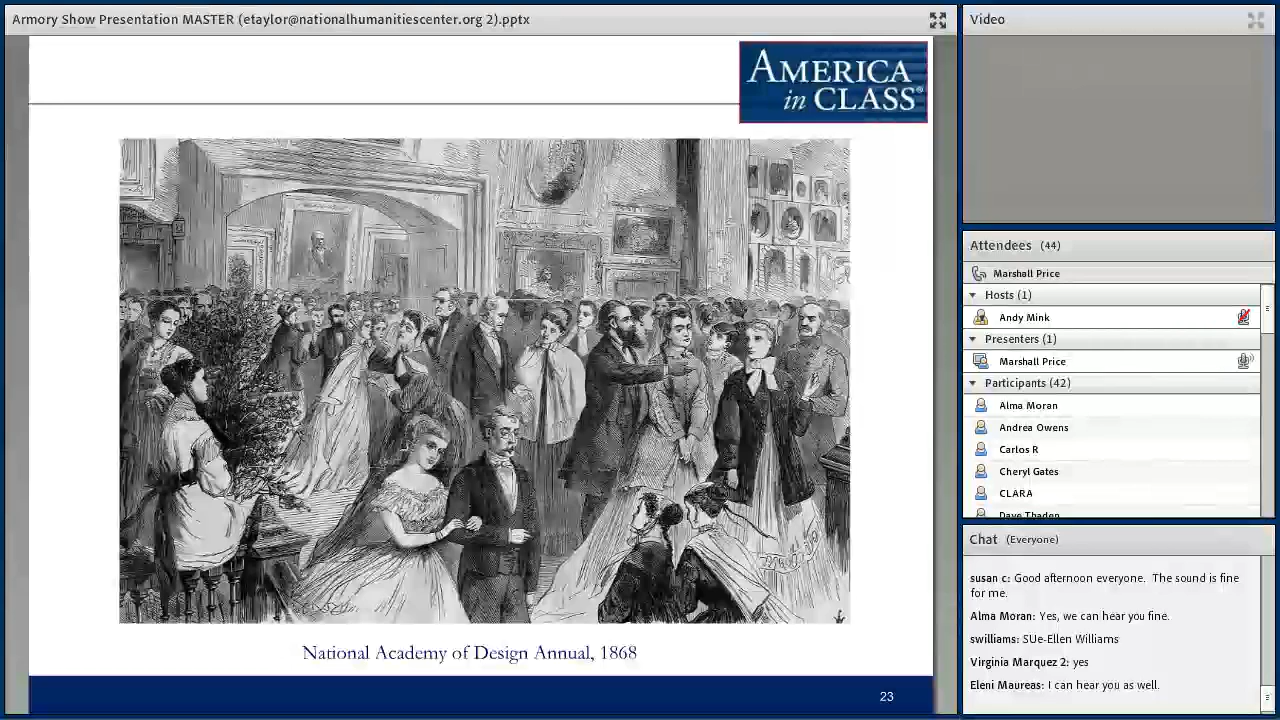 Armory Show Presentation MASTER (etaylor@nationalhumanitiescenter.org 2).pptx
AMERICA
in CLASS®
National Academy of Design Annual, 1868
23
Video
Attendees (44)
Marshall Price
Hosts (1)
Andy Mink
Presenters (1)
Marshall Price
Participants (42)
Alma Moran
Andrea Owens
Carlos R
Cheryl Gates
CLARA
Dave Thaden
Chat (Everyone)
susan c: Good afternoon everyone. The sound is fine
for me.
Alma Moran: Yes, we can hear you fine.
swilliams: SUe-Ellen Williams
Virginia Marquez 2: yes
Eleni Maureas: I can hear you as well.